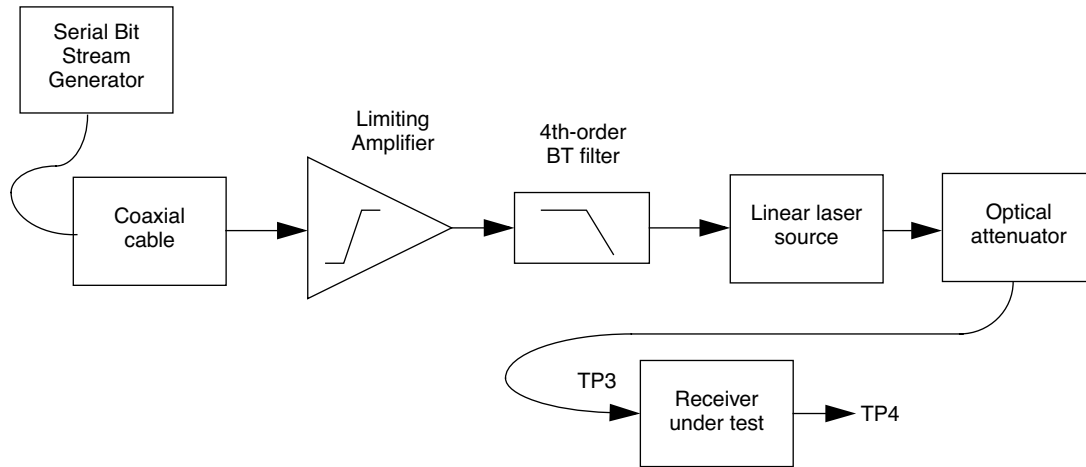 Serial Bit
Stream
Generator
Coaxial
cable
Limiting
Amplifier
4th-order
BT filter
Linear laser
source
Optical
attenuator
TP3
Receiver
under test
TP4